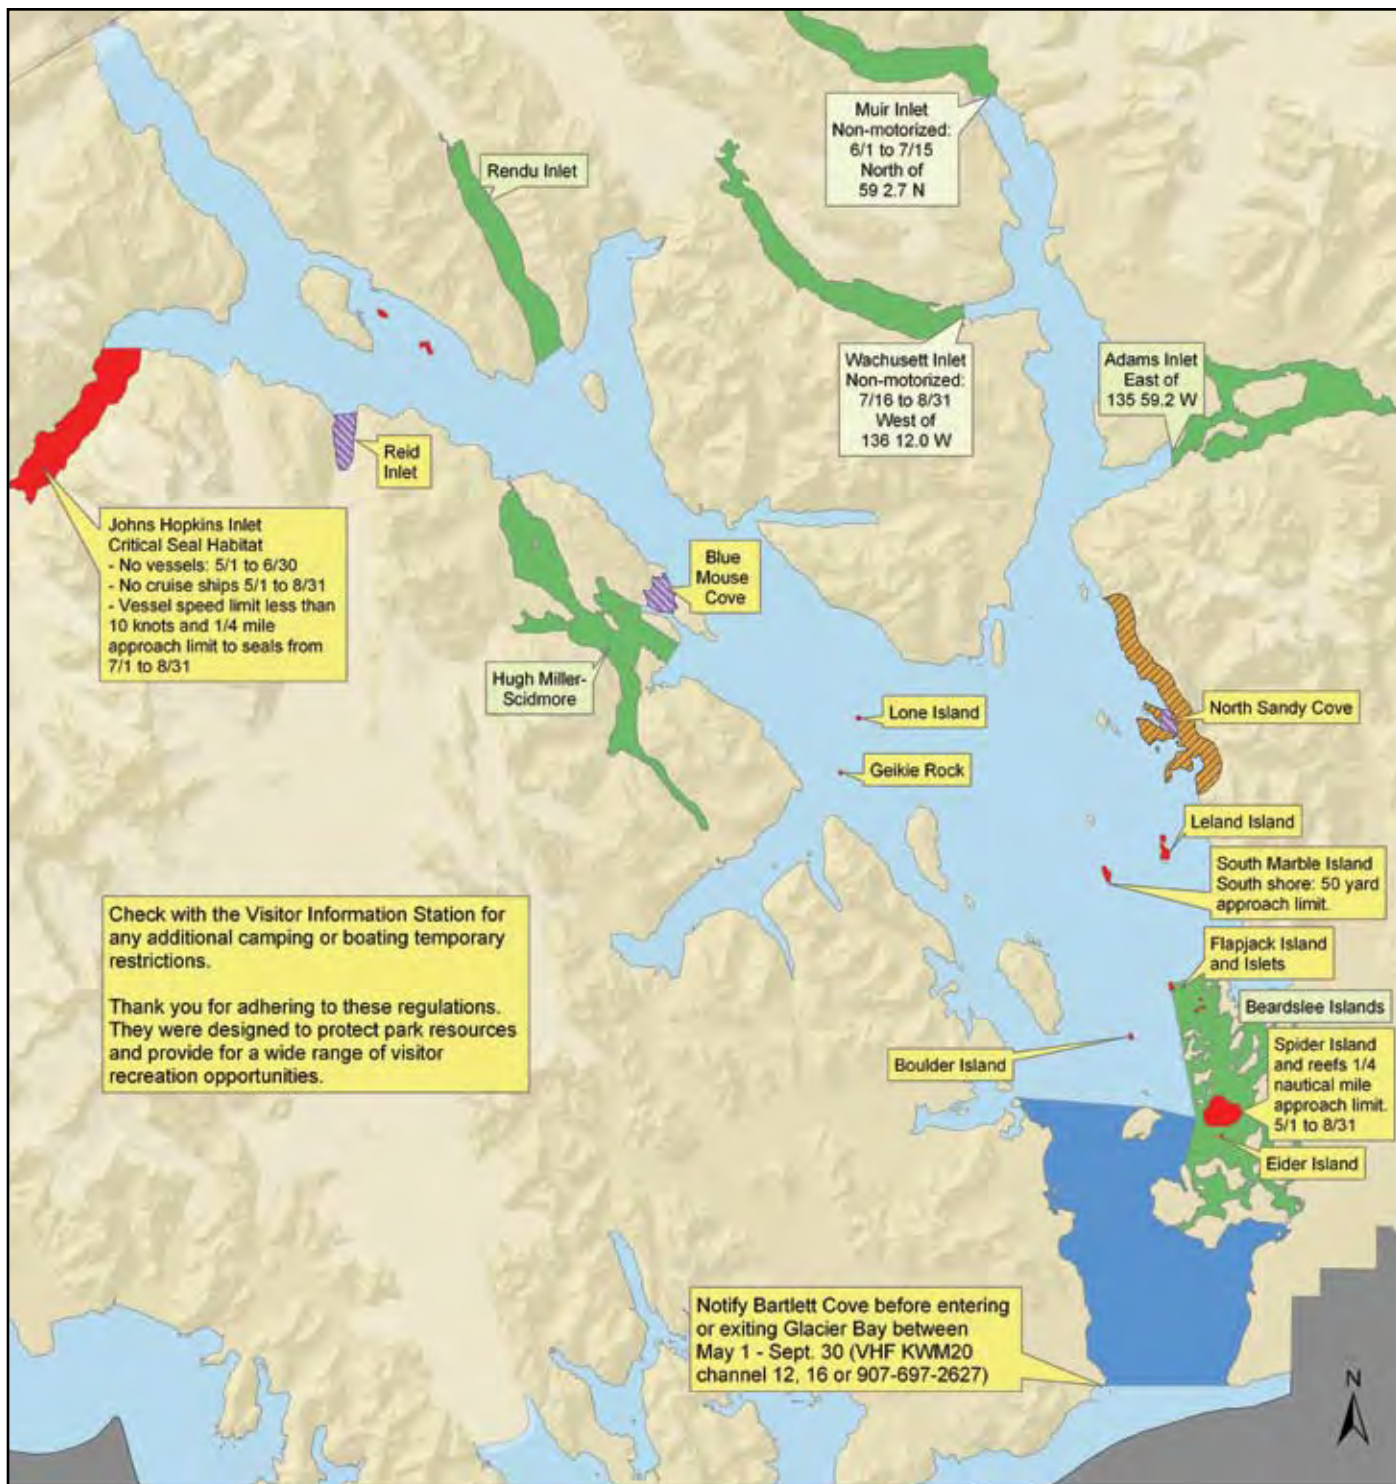 Muir Inlet
Non-motorized:
6/1 to 7/15
North of
59 2.7 N
Rendu Inlet
Wachusett Inlet
Non-motorized:
7/16 to 8/31
West of
136 12.0 W
Adams Inlet
East of
135 59.2 W
Reid
Inlet
Johns Hopkins Inlet
Critical Seal Habitat
- No vessels: 5/1 to 6/30
- No cruise ships 5/1 to 8/31
- Vessel speed limit less than
10 knots and 1/4 mile
approach limit to seals from
7/1 to 8/31
Blue
Mouse
Cove
Hugh Miller-
Scidmore
Lone Island
North Sandy Cove
Geikie Rock
Leland Island
South Marble Island
South shore: 50 yard
approach limit.
Check with the Visitor Information Station for
any additional camping or boating temporary
restrictions.
Thank you for adhering to these regulations.
They were designed to protect park resources
and provide for a wide range of visitor
recreation opportunities.
Flapjack Island
and Islets
Beardslee Islands
Boulder Island
Spider Island
and reefs 1/4
nautical mile
approach limit.
5/1 to 8/31
Eider Island
Notify Bartlett Cove before entering
or exiting Glacier Bay between
May 1 - Sept. 30 (VHF KWM20
channel 12, 16 or 907-697-2627)
N